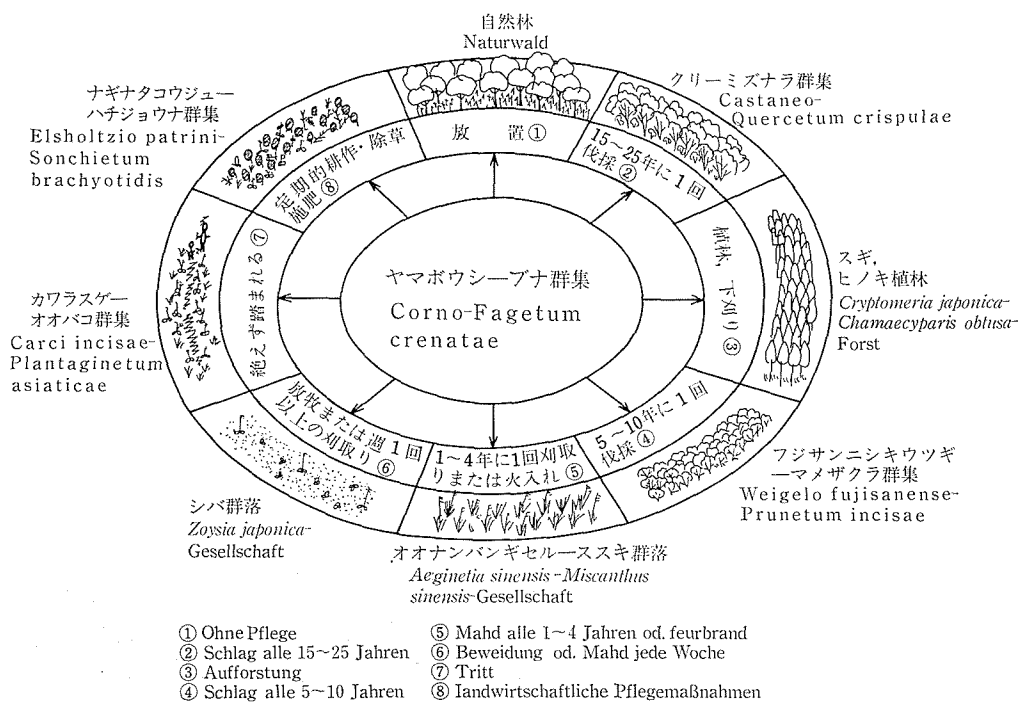 自然林
Naturwald
クリーミズナラ群集
Castaneo-
Quercetum crispulae
ナギナタコウジュー
ハチジョウナ群集
Elsholtzio patrini-
Sonchietum
brachyotidis
放置①
15~25年に1回
伐採②
定期的耕作・除草
施肥⑧
植林,下刈り③
スギ,
ヒノキ植林
Cryptomeria japonica-
Chamaecyparis obtusa-
Forst
ヤマボウシーブナ群集
Corno-Fagetum
crenatae
絶えず踏まれる⑦
カワラスゲー
オオバコ群集
Carci incisae-
Plantaginetum
asiaticae
放牧または週1回
以上の刈取り⑥
1~4年に1回刈取
りまたは火入れ⑤
5~10年に1回
伐採④
フジサンニシキウツギ
―マメザクラ群集
Weigelo fujisanense-
Prunetum incisae
シバ群落
Zoysia japonica-
Gesellschaft
オオナンバンギセルーススキ群落
Aeginetia sinensis-Miscanthus
sinensis-Gesellschaft
① Ohne Pflege
② Schlag alle 15~25 Jahren
③ Aufforstung
④ Schlag alle 5~10 Jahren
⑤ Mahd alle 1~4 Jahren od. feurbrand
⑥ Beweidung od. Mahd jede Woche
⑦ Tritt
⑧ Iandwirtschaftliche Pflegemaßnahmen